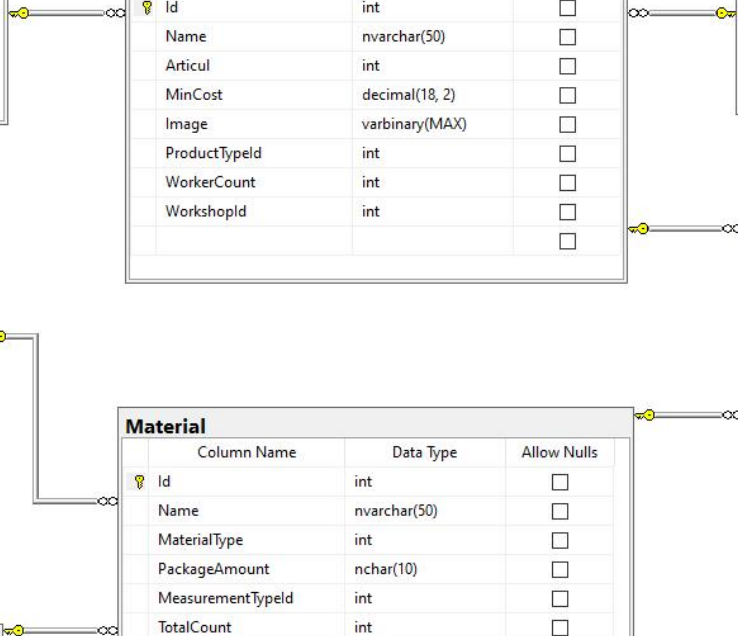 Id int
Name nvarchar(50)
Articul int
MinCost decimal(18, 2)
Image varbinary(MAX)
ProductTypeId int
WorkerCount int
WorkshopId int
Material
Column Name Data Type Allow Nulls
Id int
Name nvarchar(50)
MaterialType int
PackageAmount nchar(10)
MeasurementTypeId int
TotalCount int